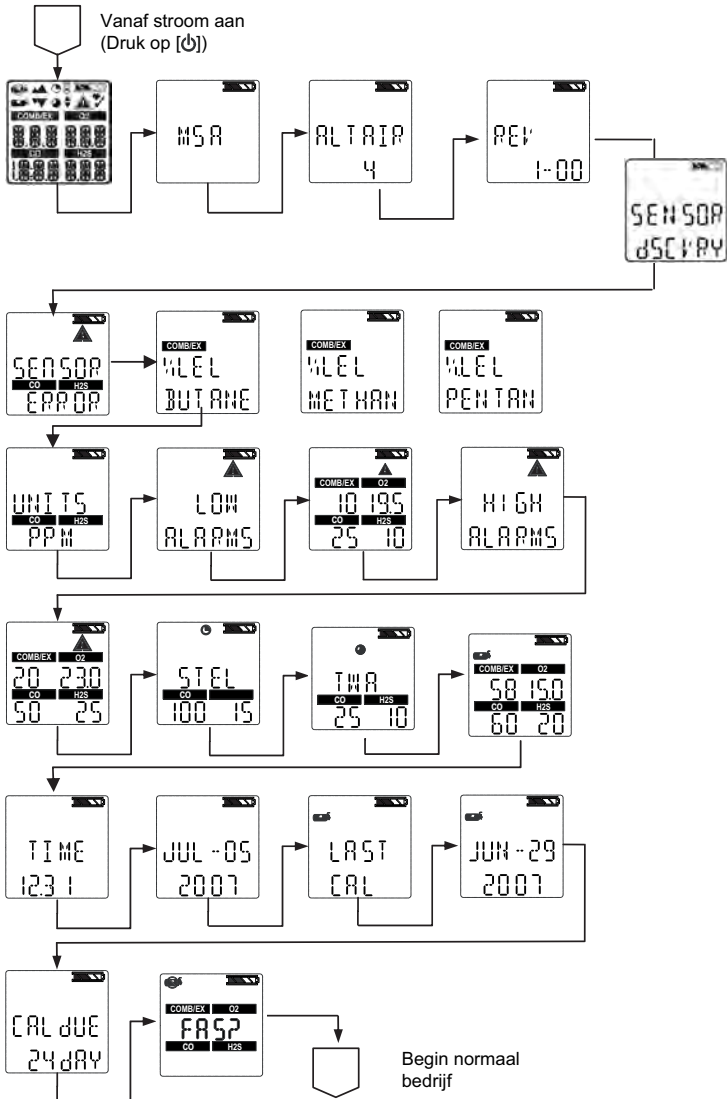 Vanaf stroom aan
(Druk op [⏻])
COMB/EX O2
CO H2S
MSA
ALTAIR
4
REV
1-00
SENSOR
dSCVRY
SENSOR
CO H2S
ERROR
COMB/EX
%LEL
BUTANE
COMB/EX
%LEL
METHAN
COMB/EX
%LEL
PENTAN
UNITS
CO H2S
PPM
LOW
ALARMS
COMB/EX O2
10 19.5
CO H2S
25 10
HIGH
ALARMS
COMB/EX O2
20 23.0
CO H2S
50 25
STEL
CO
100 15
TWA
CO H2S
25 10
COMB/EX O2
58 15.0
CO H2S
60 20
TIME
12:31
JUL-05
2007
LAST
CAL
JUN-29
2007
CAL dUE
24dAY
COMB/EX O2
FAS?
CO H2S
Begin normaal
bedrijf